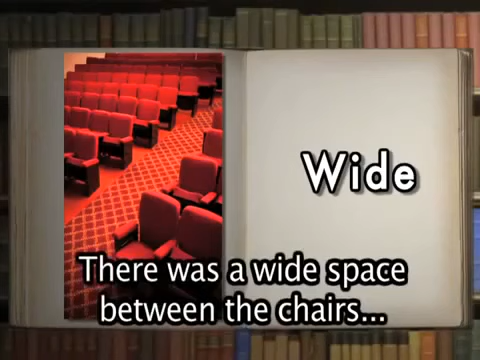 Wide
There was a wide space
between the chairs...